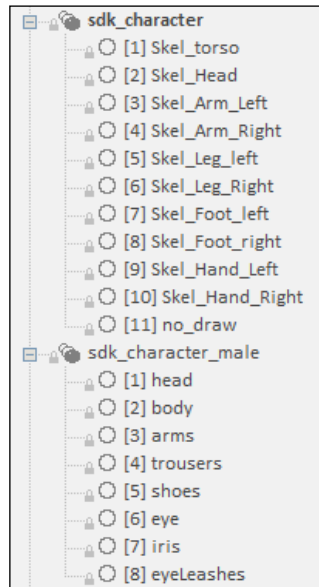 sdk_character
[1] Skel_torso
[2] Skel_Head
[3] Skel_Arm_Left
[4] Skel_Arm_Right
[5] Skel_Leg_left
[6] Skel_Leg_Right
[7] Skel_Foot_left
[8] Skel_Foot_right
[9] Skel_Hand_Left
[10] Skel_Hand_Right
[11] no_draw
sdk_character_male
[1] head
[2] body
[3] arms
[4] trousers
[5] shoes
[6] eye
[7] iris
[8] eyeLeashes